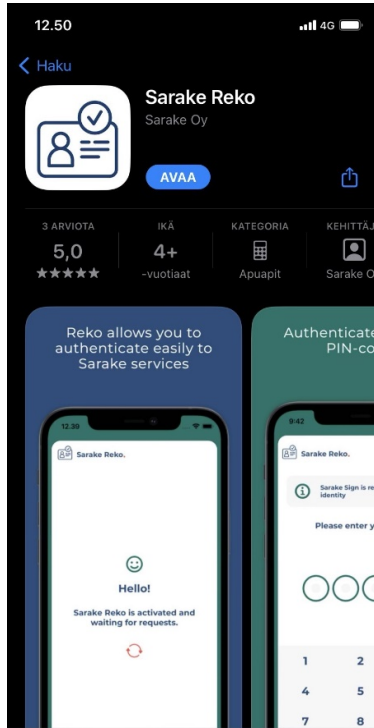 12.50
4G
Haku
Sarake Reko
Sarake Oy
AVAA
3 ARVIOTA
IKÄ
KATEGORIA
KEHITTÄJ
5,0
4+
★★★★★
-vuotiaat
Apuapit
Sarake O
Reko allows you to
authenticate easily to
Sarake services
12.30
Sarake Reko.
Hello!
Sarake Reko is activated and
waiting for requests.
Authenticate
PIN-co
9:42
Sarake Reko.
Sarake Sign is re
identity
Please enter y
1 2
4 5
7 8